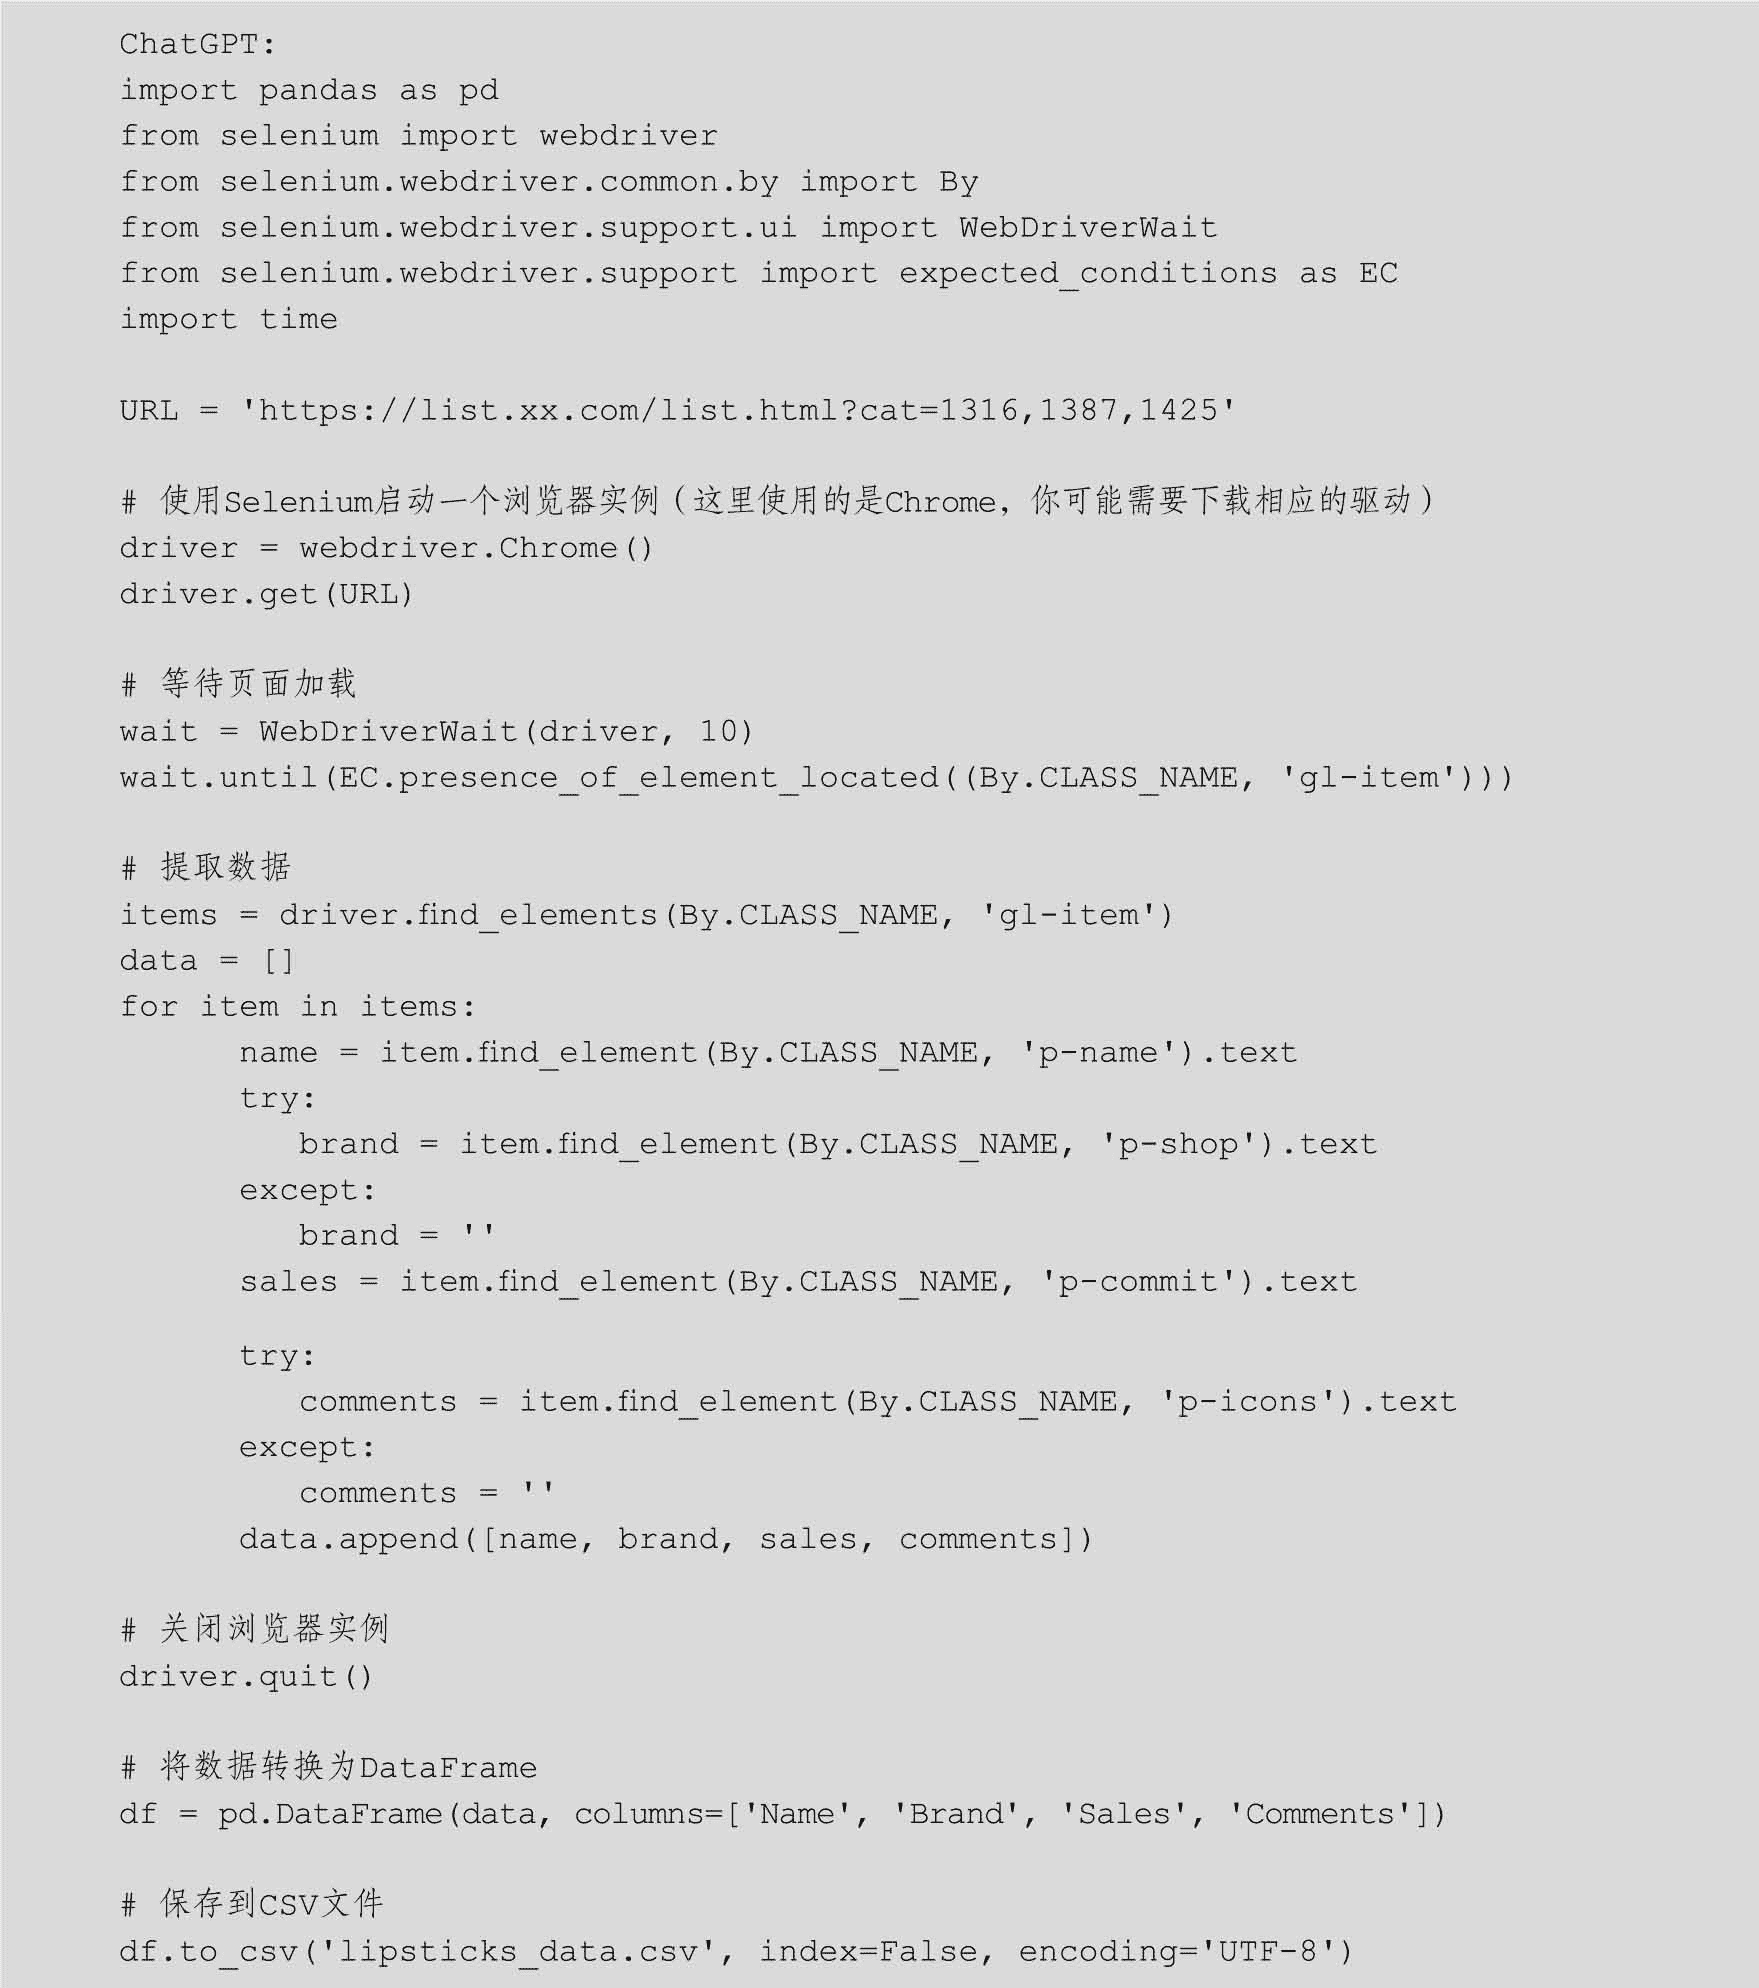 ChatGPT:
import pandas as pd
from selenium import webdriver
from selenium.webdriver.common.by import By
from selenium.webdriver.support.ui import WebDriverWait
from selenium.webdriver.support import expected_conditions as EC
import time

URL = 'https://list.xx.com/list.html?cat=1316,1387,1425'

# 使用Selenium启动一个浏览器实例（这里使用的是Chrome，你可能需要下载相应的驱动）
driver = webdriver.Chrome()
driver.get(URL)

# 等待页面加载
wait = WebDriverWait(driver, 10)
wait.until(EC.presence_of_element_located((By.CLASS_NAME, 'gl-item')))

# 提取数据
items = driver.find_elements(By.CLASS_NAME, 'gl-item')
data = []
for item in items:
      name = item.find_element(By.CLASS_NAME, 'p-name').text
      try:
         brand = item.find_element(By.CLASS_NAME, 'p-shop').text
      except:
         brand = ''
      sales = item.find_element(By.CLASS_NAME, 'p-commit').text

      try:
         comments = item.find_element(By.CLASS_NAME, 'p-icons').text
      except:
         comments = ''
      data.append([name, brand, sales, comments])

# 关闭浏览器实例
driver.quit()

# 将数据转换为DataFrame
df = pd.DataFrame(data, columns=['Name', 'Brand', 'Sales', 'Comments'])

# 保存到CSV文件
df.to_csv('lipsticks_data.csv', index=False, encoding='UTF-8')